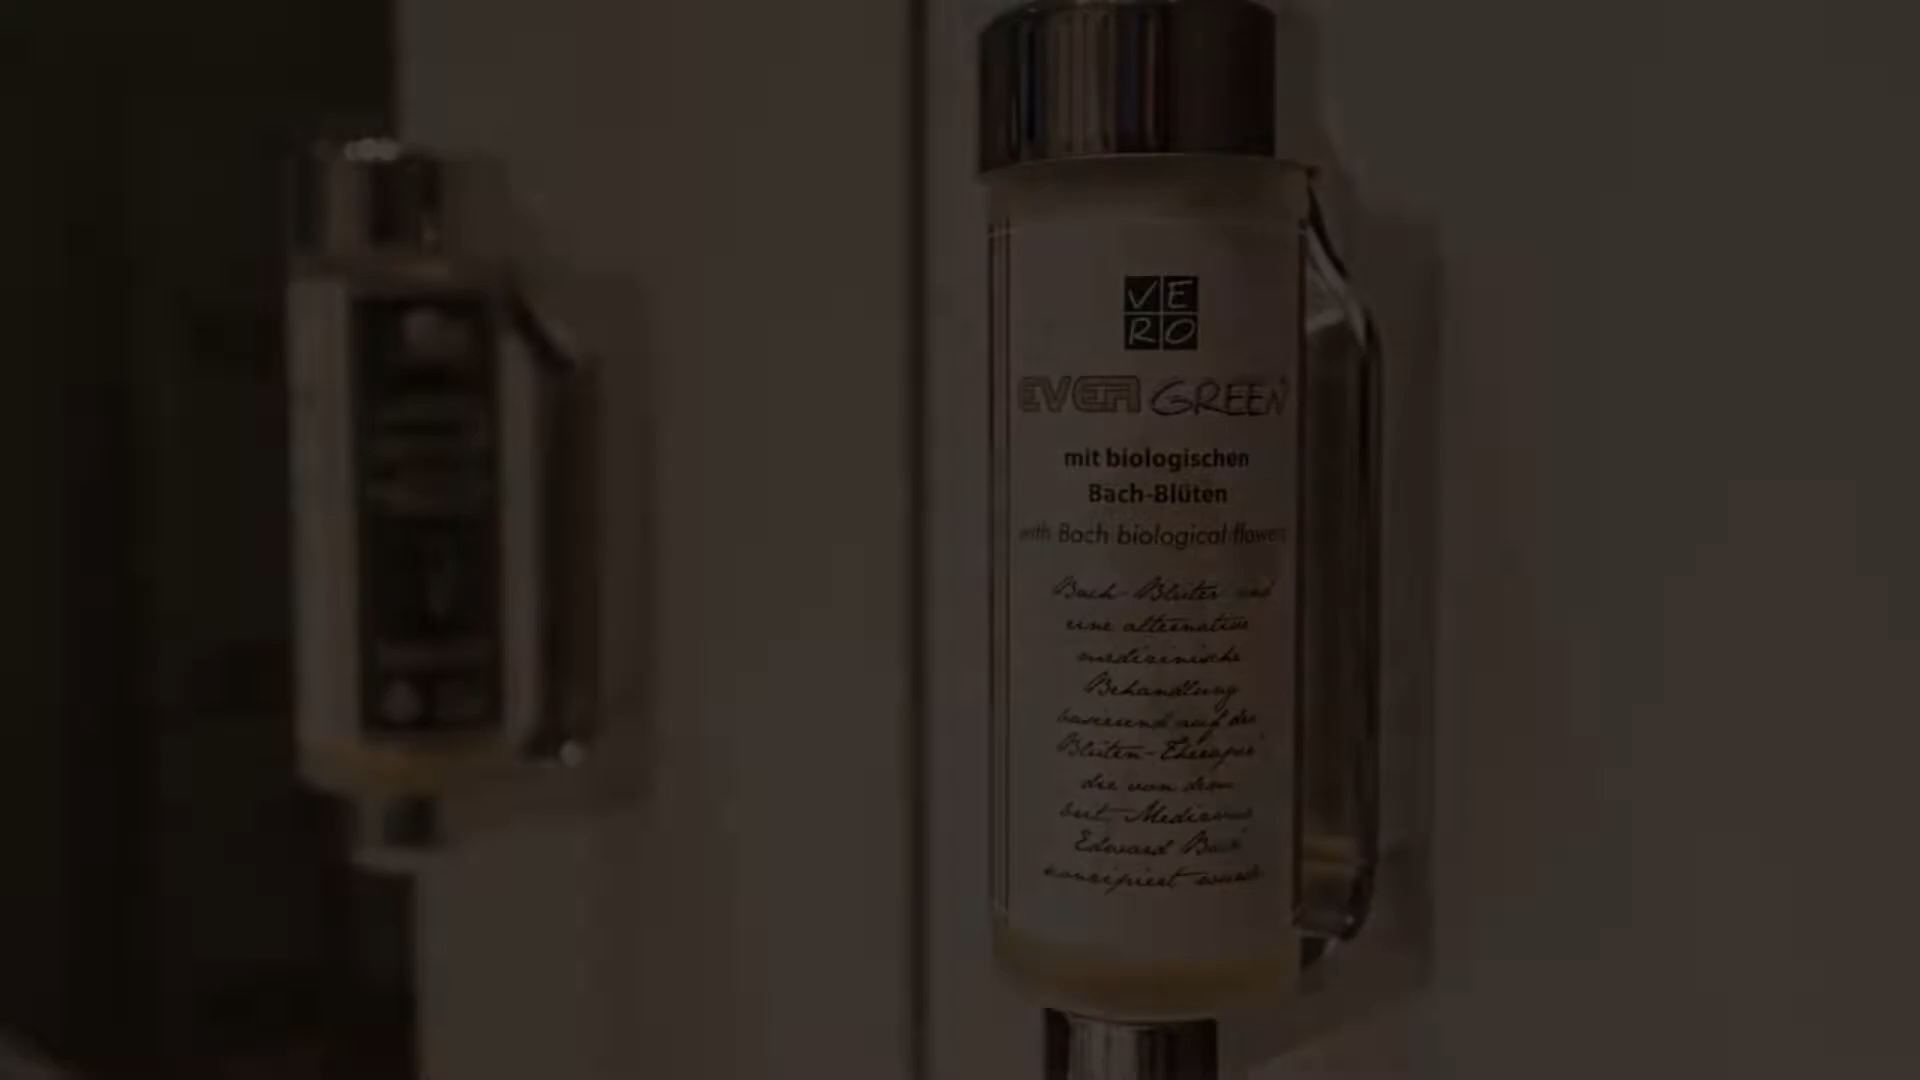 VE
RO
EVER GREEN
mit biologischen
Bach-Blüten
with Bach biological flowers
Bach-Blüten sind
eine alternative
medizinische
Behandlung
basierend auf der
Blüten-Therapie
die von dem
brit. Mediziner
Edward Bach
konzipiert wurde